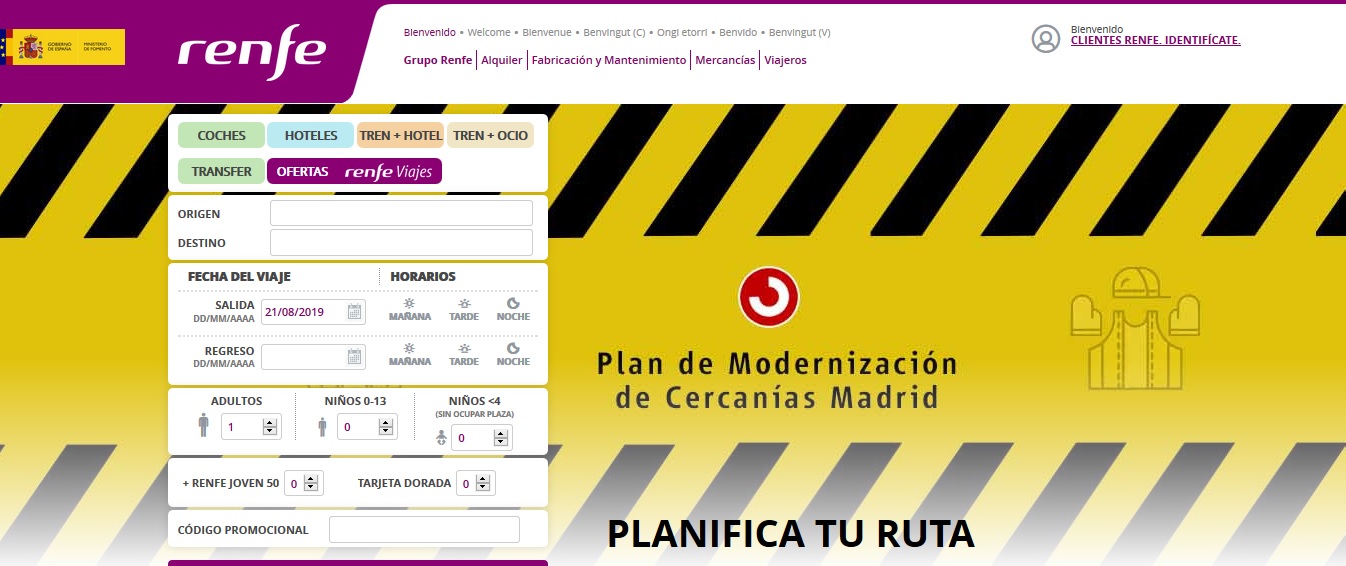 GOBIERNO DE ESPAÑA
MINISTERIO DE FOMENTO
renfe
Bienvenido • Welcome • Bienvenue • Benvingut (C) • Ongi etorri • Benvido • Benvingut (V)
Grupo Renfe | Alquiler | Fabricación y Mantenimiento | Mercancías | Viajeros
Bienvenido
CLIENTES RENFE. IDENTIFÍCATE.
COCHES HOTELES TREN + HOTEL TREN + OCIO
TRANSFER OFERTAS renfe Viajes
ORIGEN
DESTINO
FECHA DEL VIAJE HORARIOS
SALIDA
DD/MM/AAAA
21/08/2019
MAÑANA TARDE NOCHE
REGRESO
DD/MM/AAAA
MAÑANA TARDE NOCHE
ADULTOS NIÑOS 0-13 NIÑOS <4
(SIN OCUPAR PLAZA)
1 0 0
+ RENFE JOVEN 50 0 TARJETA DORADA 0
CÓDIGO PROMOCIONAL
Plan de Modernización
de Cercanías Madrid
PLANIFICA TU RUTA